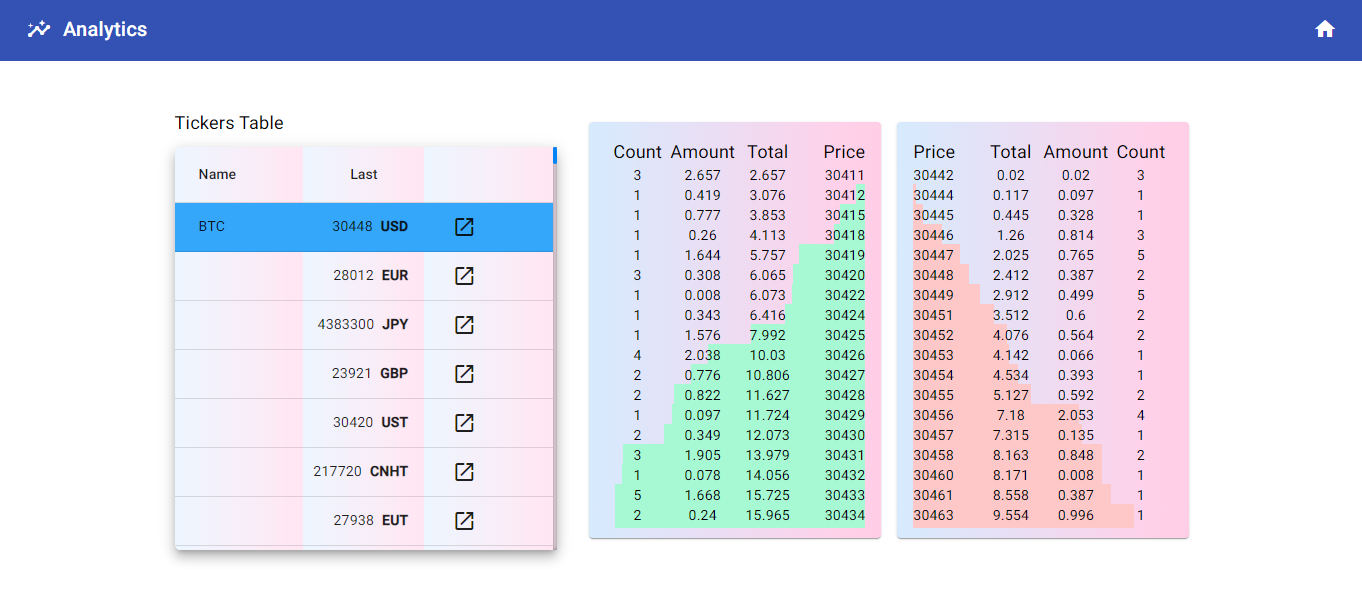 Analytics
Tickers Table
Name Last
BTC 30448 USD
28012 EUR
4383300 JPY
23921 GBP
30420 UST
217720 CNHT
27938 EUT
Count Amount Total Price
3 2.657 2.657 30411
1 0.419 3.076 30412
1 0.777 3.853 30415
1 0.26 4.113 30418
1 1.644 5.757 30419
3 0.308 6.065 30420
1 0.008 6.073 30422
1 0.343 6.416 30424
1 1.576 7.992 30425
4 2.038 10.03 30426
2 0.776 10.806 30427
2 0.822 11.627 30428
1 0.097 11.724 30429
2 0.349 12.073 30430
3 1.905 13.979 30431
1 0.078 14.056 30432
5 1.668 15.725 30433
2 0.24 15.965 30434
Price Total Amount Count
30442 0.02 0.02 3
30444 0.117 0.097 1
30445 0.445 0.328 1
30446 1.26 0.814 3
30447 2.025 0.765 5
30448 2.412 0.387 2
30449 2.912 0.499 5
30451 3.512 0.6 2
30452 4.076 0.564 2
30453 4.142 0.066 1
30454 4.534 0.393 1
30455 5.127 0.592 2
30456 7.18 2.053 4
30457 7.315 0.135 1
30458 8.163 0.848 2
30460 8.171 0.008 1
30461 8.558 0.387 1
30463 9.554 0.996 1